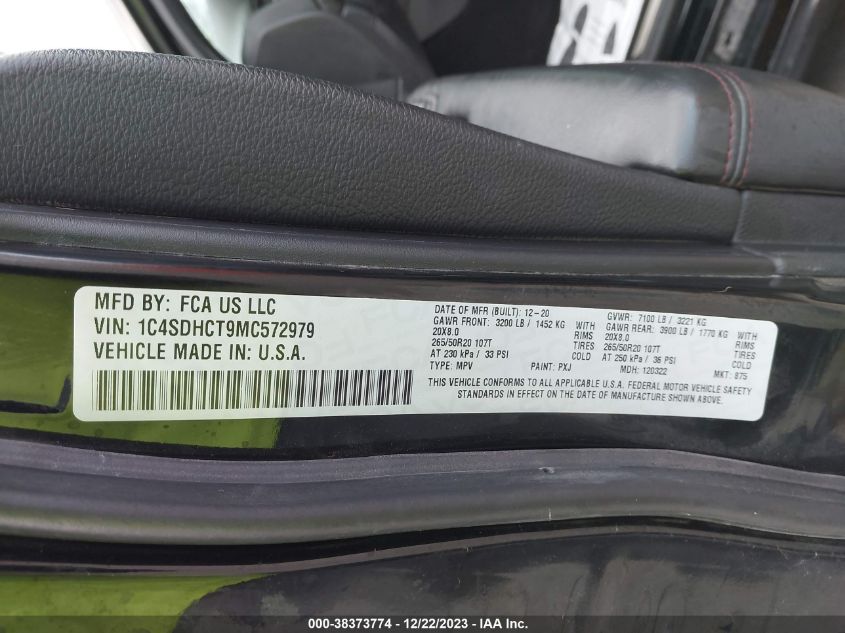 MFD BY: FCA US LLC
VIN: 1C4SDHCT9MC572979
VEHICLE MADE IN: U.S.A.
DATE OF MFR (BUILT): 12-20
GAWR FRONT: 3200 LB / 1452 KG WITH
20X8.0 RIMS
265/50R20 107T TIRES
AT 230 kPa / 33 PSI COLD
TYPE: MPV PAINT: PXJ
GVWR: 7100 LB / 3221 KG
GAWR REAR: 3900 LB / 1770 KG WITH
20X8.0 RIMS
265/50R20 107T TIRES
AT 250 kPa / 36 PSI COLD
MDH: 120322 MKT: 875
THIS VEHICLE CONFORMS TO ALL APPLICABLE U.S.A. FEDERAL MOTOR VEHICLE SAFETY
STANDARDS IN EFFECT ON THE DATE OF MANUFACTURE SHOWN ABOVE.
000-38373774 - 12/22/2023 - IAA Inc.